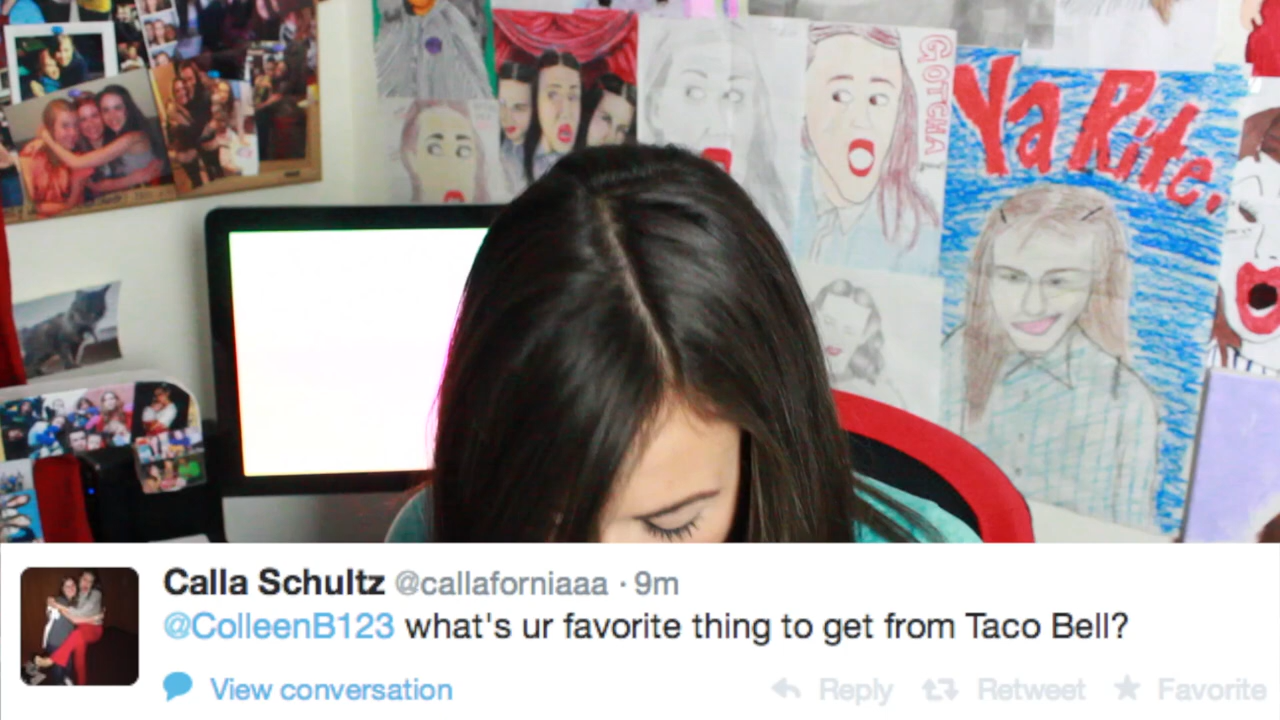 GOTCHA!
Ya Rite.
Calla Schultz @callaforniaaa · 9m
@ColleenB123 what's ur favorite thing to get from Taco Bell?
View conversation Reply Retweet Favorite